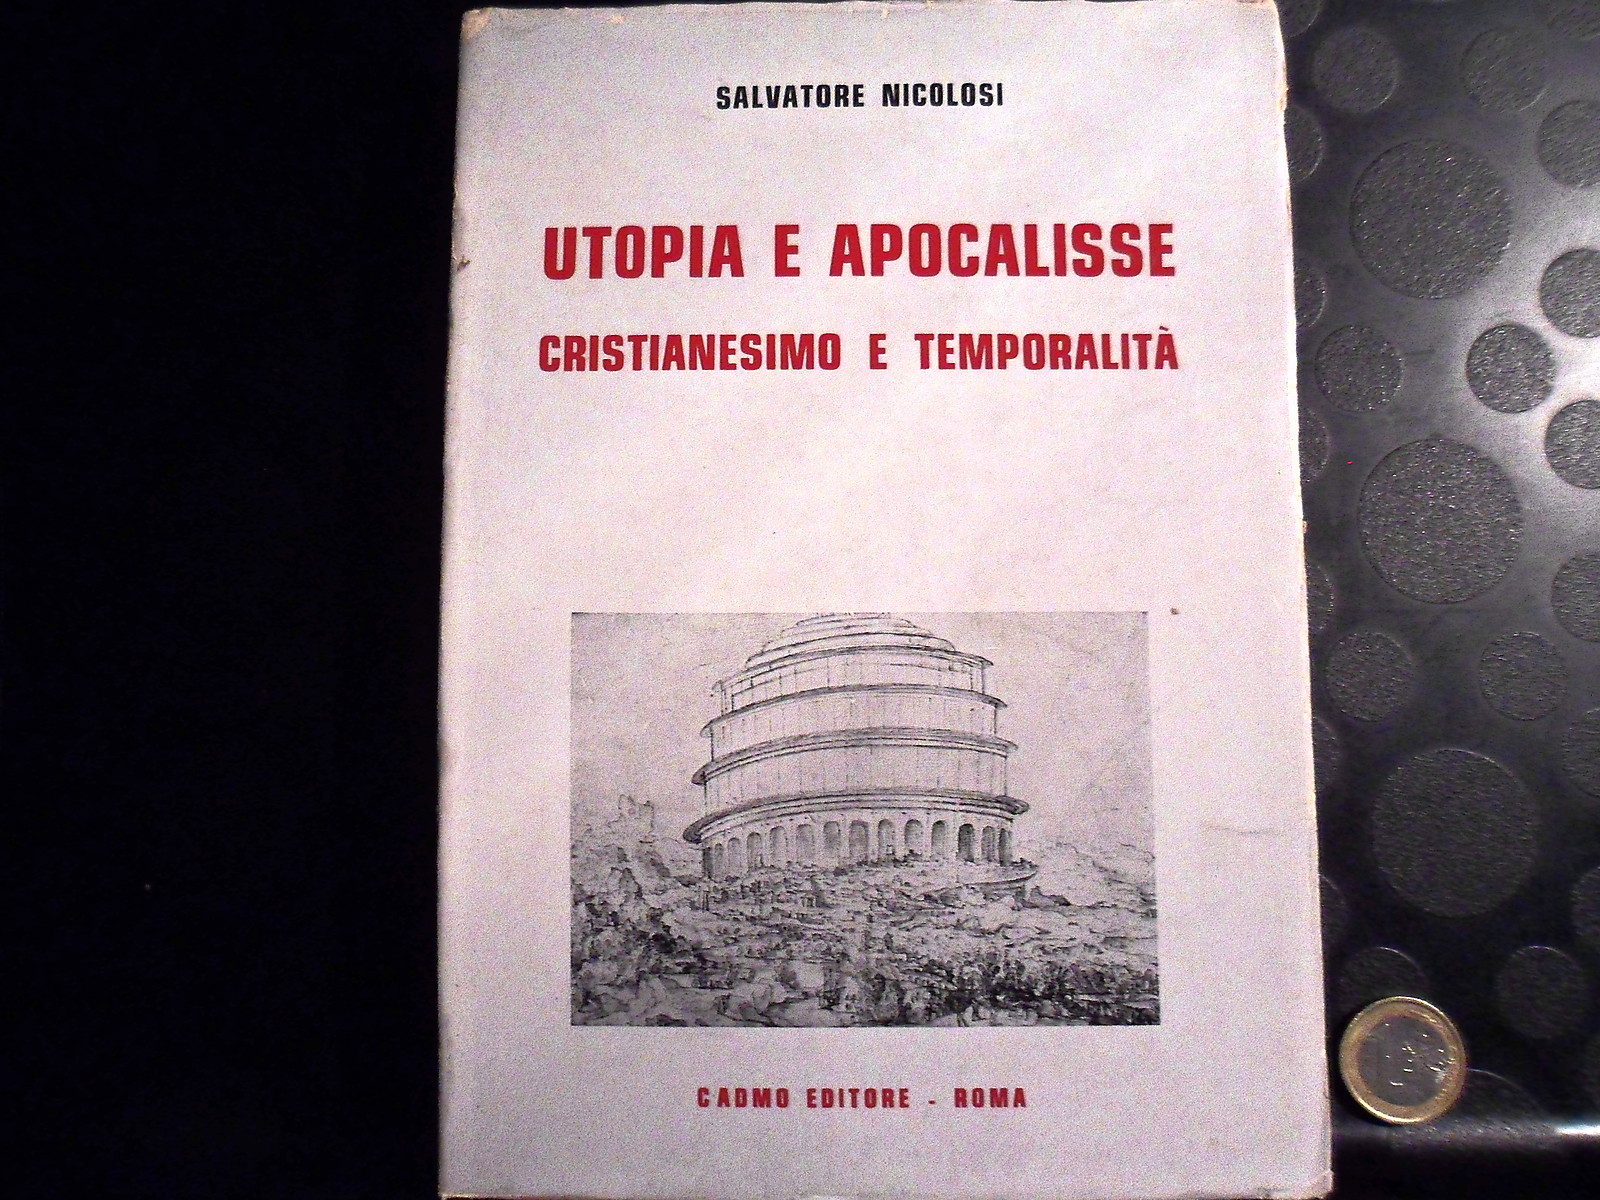 SALVATORE NICOLOSI
UTOPIA E APOCALISSE
CRISTIANESIMO E TEMPORALITÀ
CADMO EDITORE - ROMA